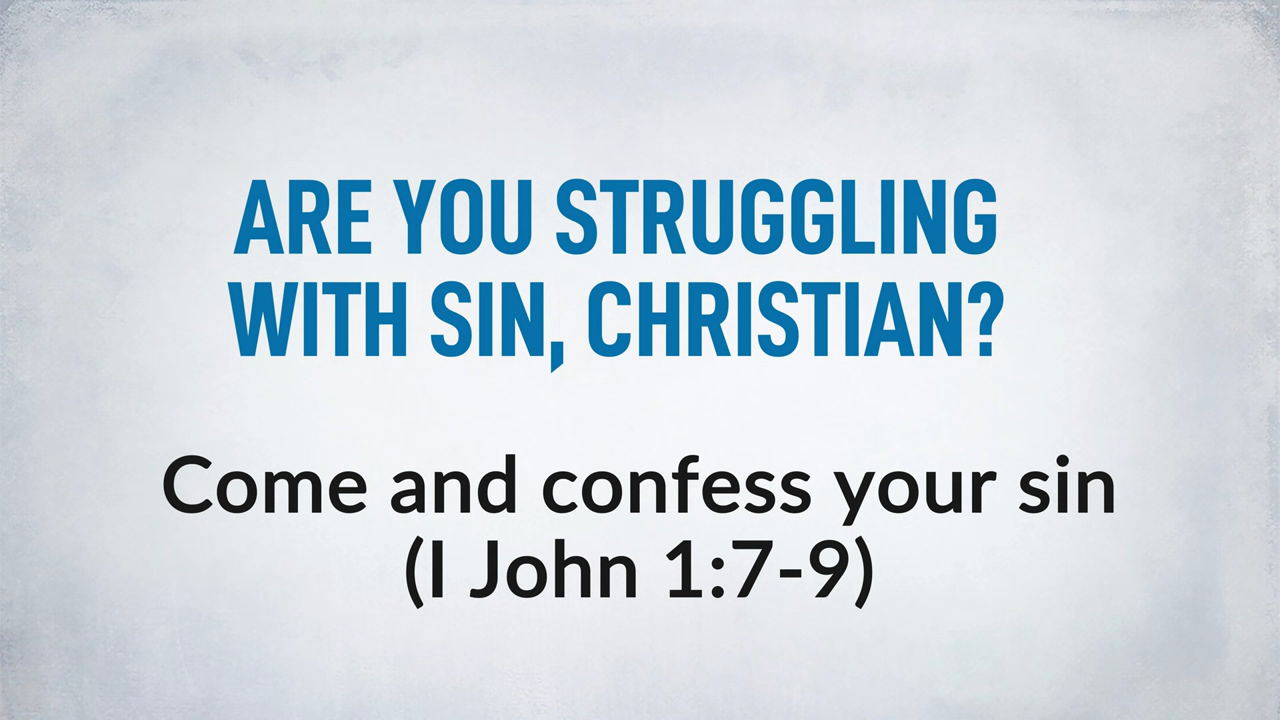 ARE YOU STRUGGLING
WITH SIN, CHRISTIAN?
Come and confess your sin
(I John 1:7-9)